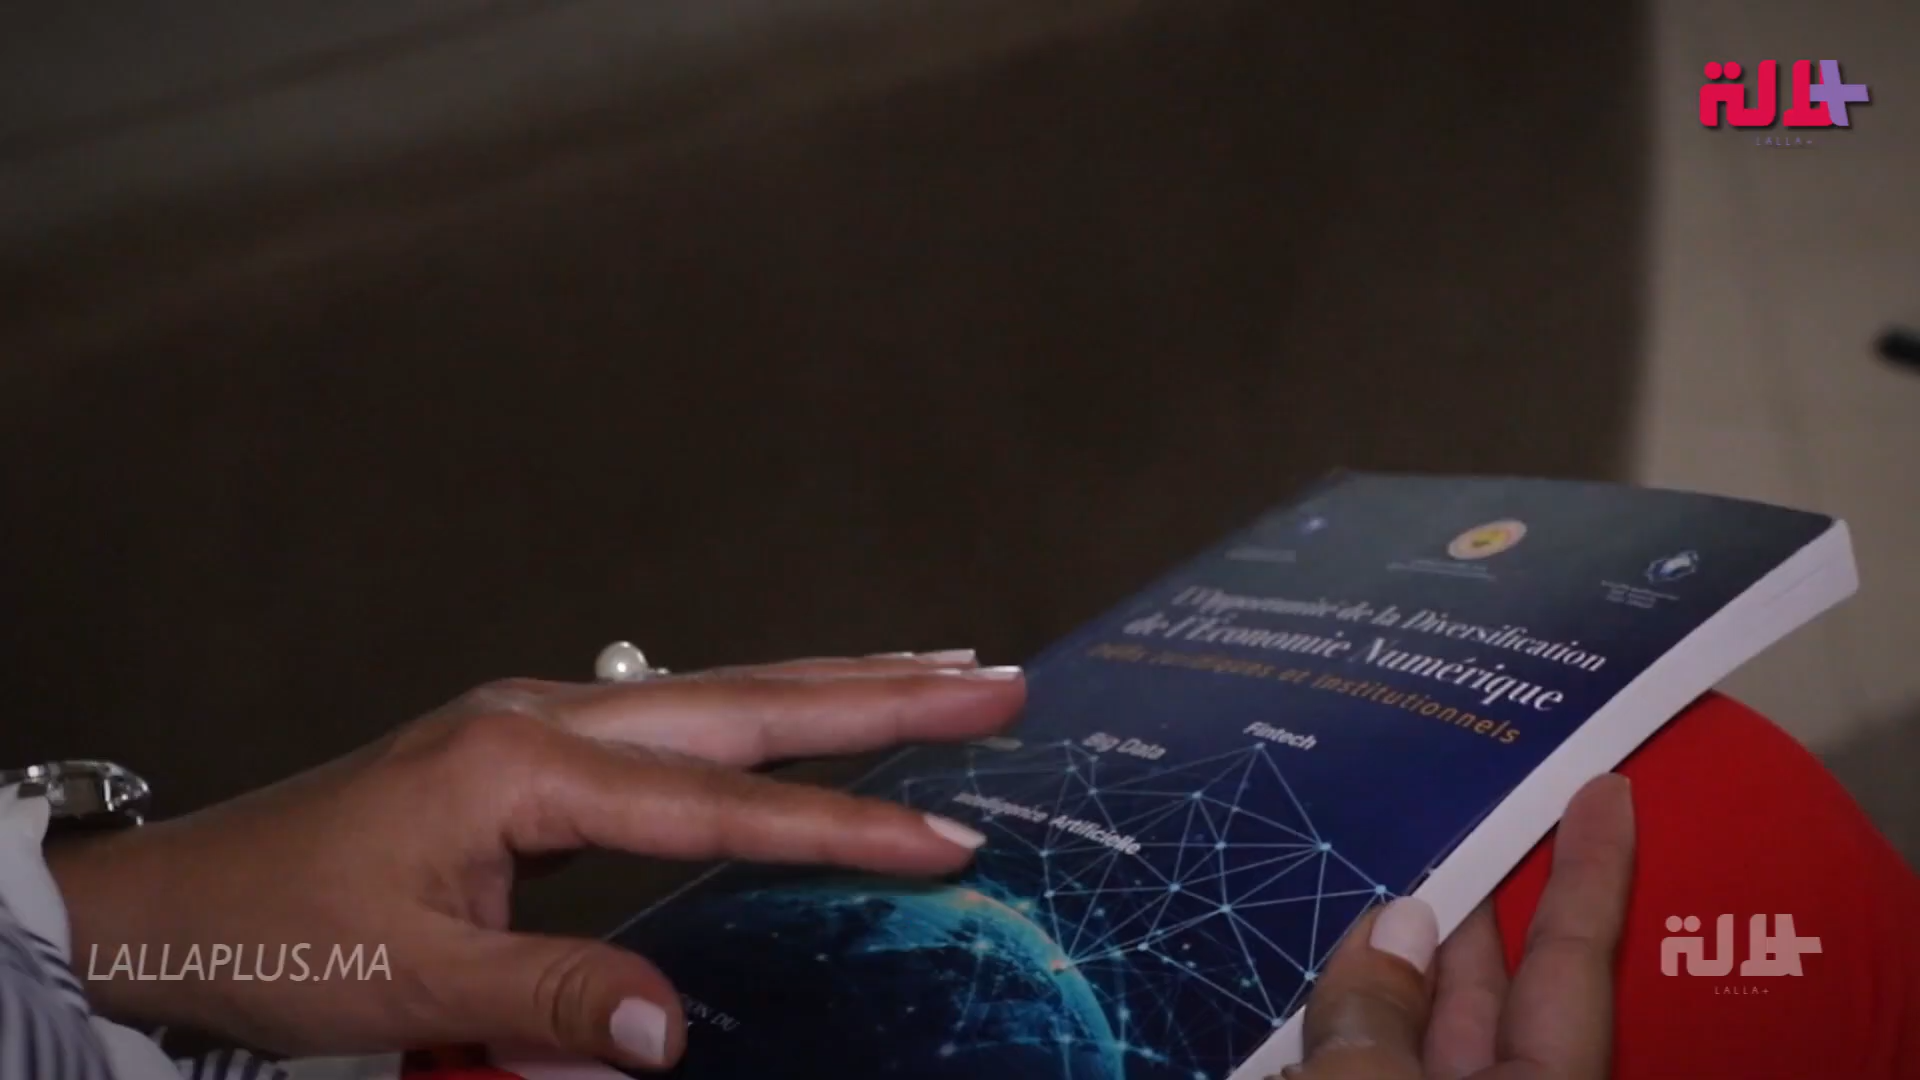 لالة+
LALLA+
L'Opportunité de la Diversification
de l'Économie Numérique
Défis Juridiques et Institutionnels
Big Data
Fintech
Intelligence Artificielle
LALLAPLUS.MA
لالة+
LALLA+